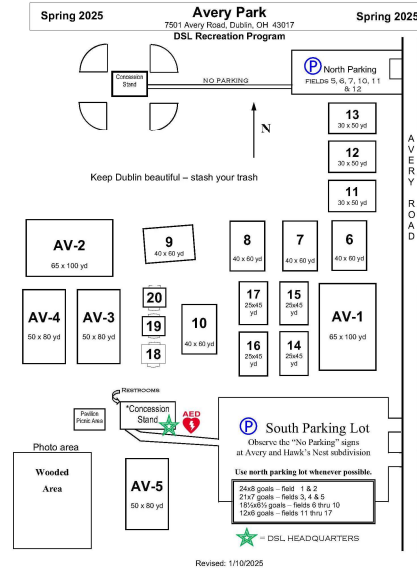 Spring 2025
Avery Park
Spring 2025
7501 Avery Road, Dublin, OH 43017
DSL Recreation Program
Concession
Stand
NO PARKING
P
North Parking
FIELDS 5, 6, 7, 10, 11
& 12
N
Keep Dublin beautiful – stash your trash
13
30 x 50 yd
12
30 x 50 yd
11
30 x 50 yd
AVERY ROAD
AV-2
65 x 100 yd
9
40 x 60 yd
8
40 x 60 yd
7
40 x 60 yd
6
40 x 60 yd
AV-4
50 x 80 yd
AV-3
50 x 80 yd
20
19
18
10
40 x 60 yd
17
25x45
yd
15
25x45
yd
16
25x45
yd
14
25x45
yd
AV-1
65 x 100 yd
RESTROOMS
Pavilion
Picnic Area
*Concession
Stand
AED
P
South Parking Lot
Observe the “No Parking” signs
at Avery and Hawk's Nest subdivision
Use north parking lot whenever possible.
24x8 goals – field 1 & 2
21x7 goals – fields 3, 4 & 5
18½x6½ goals – fields 6 thru 10
12x6 goals – fields 11 thru 17
= DSL HEADQUARTERS
Photo area
Wooded
Area
AV-5
50 x 80 yd
Revised: 1/10/2025